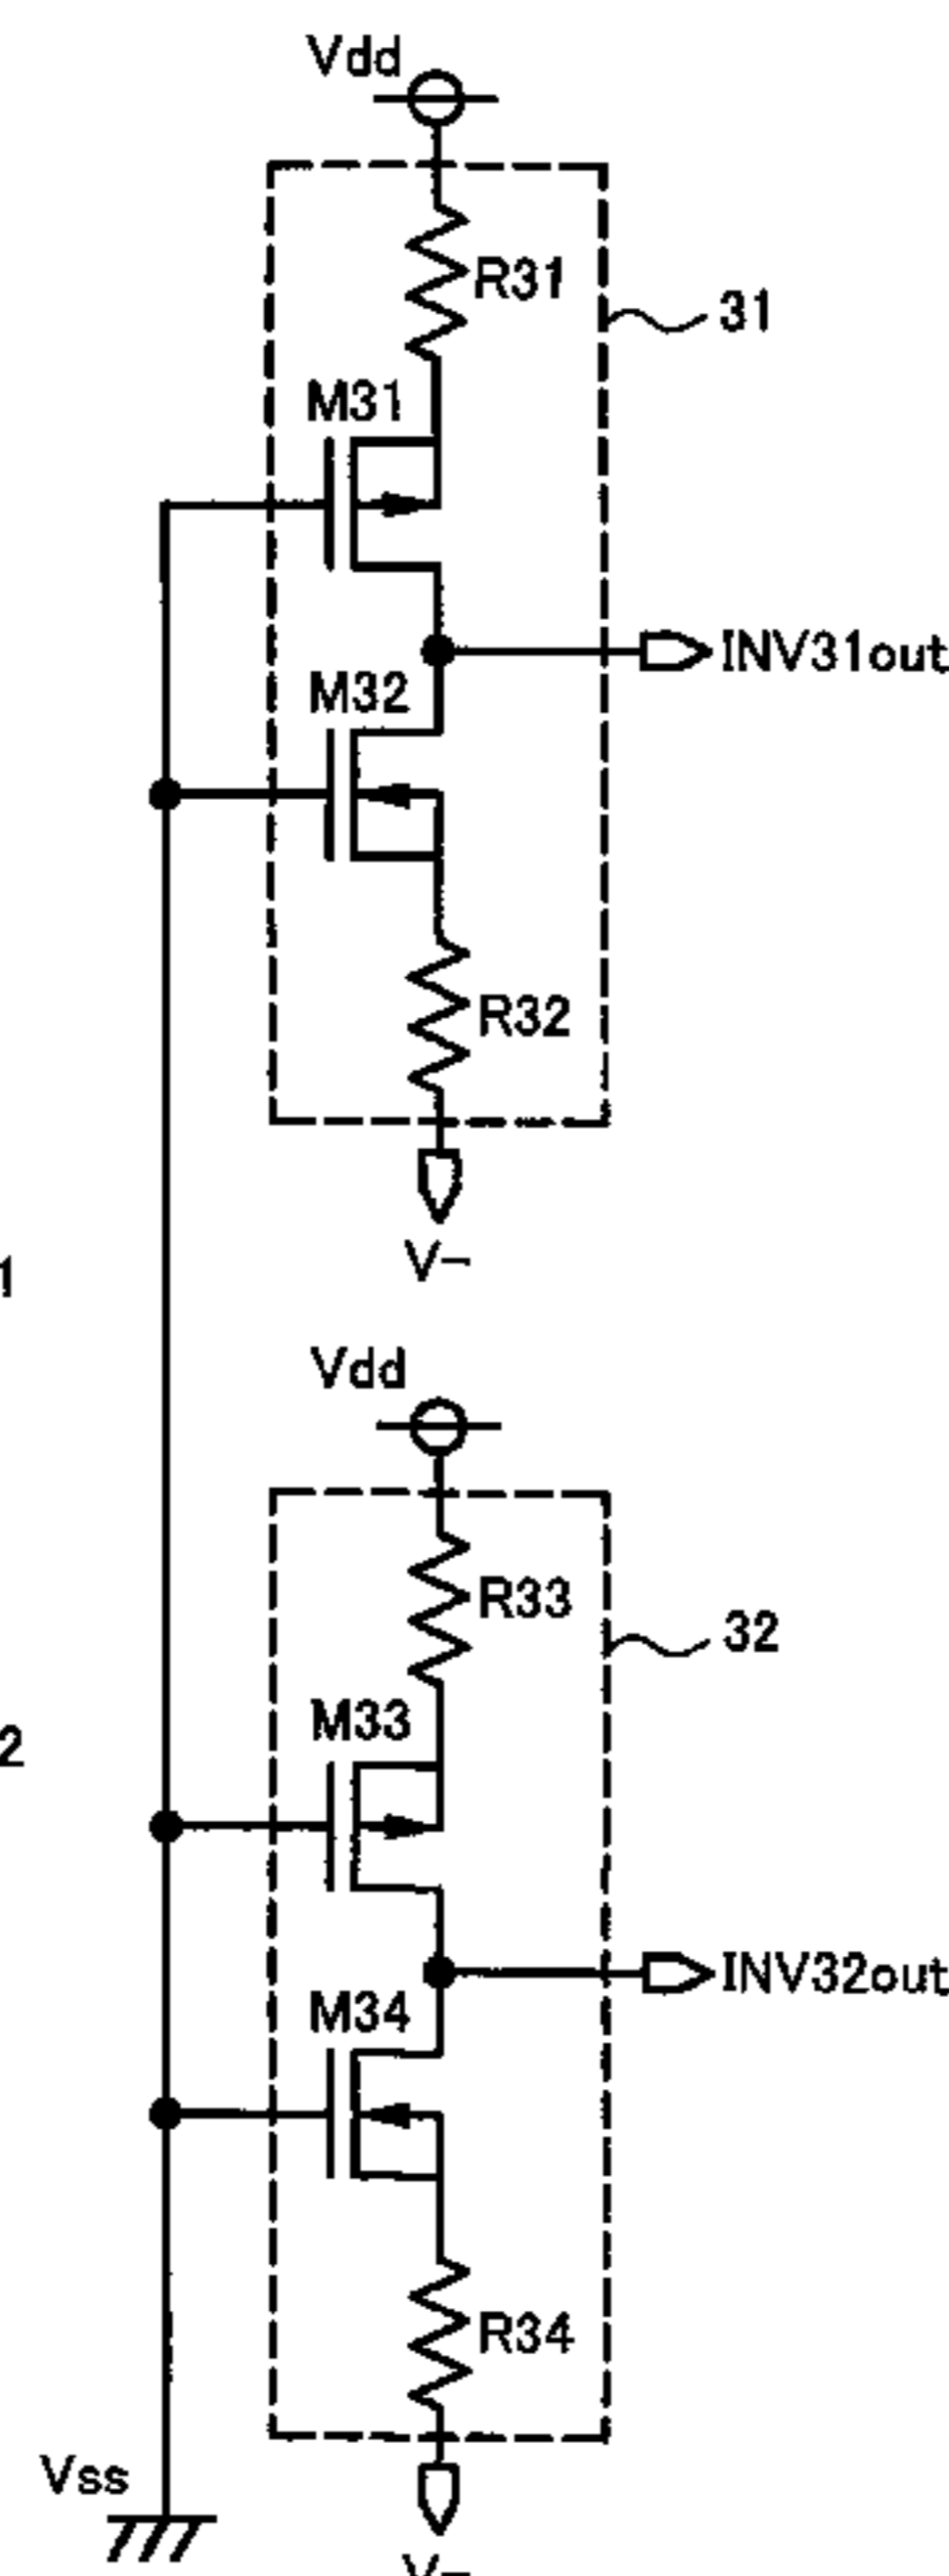 Vdd
R31
31
M31
INV31out
M32
R32
V-
1
Vdd
R33
32
M33
2
INV32out
M34
R34
Vss
V-